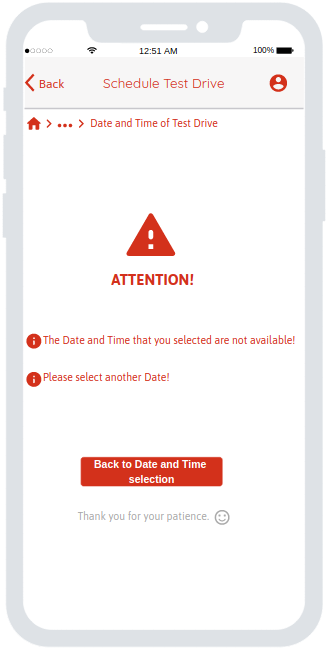 12:51 AM
100%
Back
Schedule Test Drive
Date and Time of Test Drive
ATTENTION!
The Date and Time that you selected are not available!
Please select another Date!
Back to Date and Time
selection
Thank you for your patience.